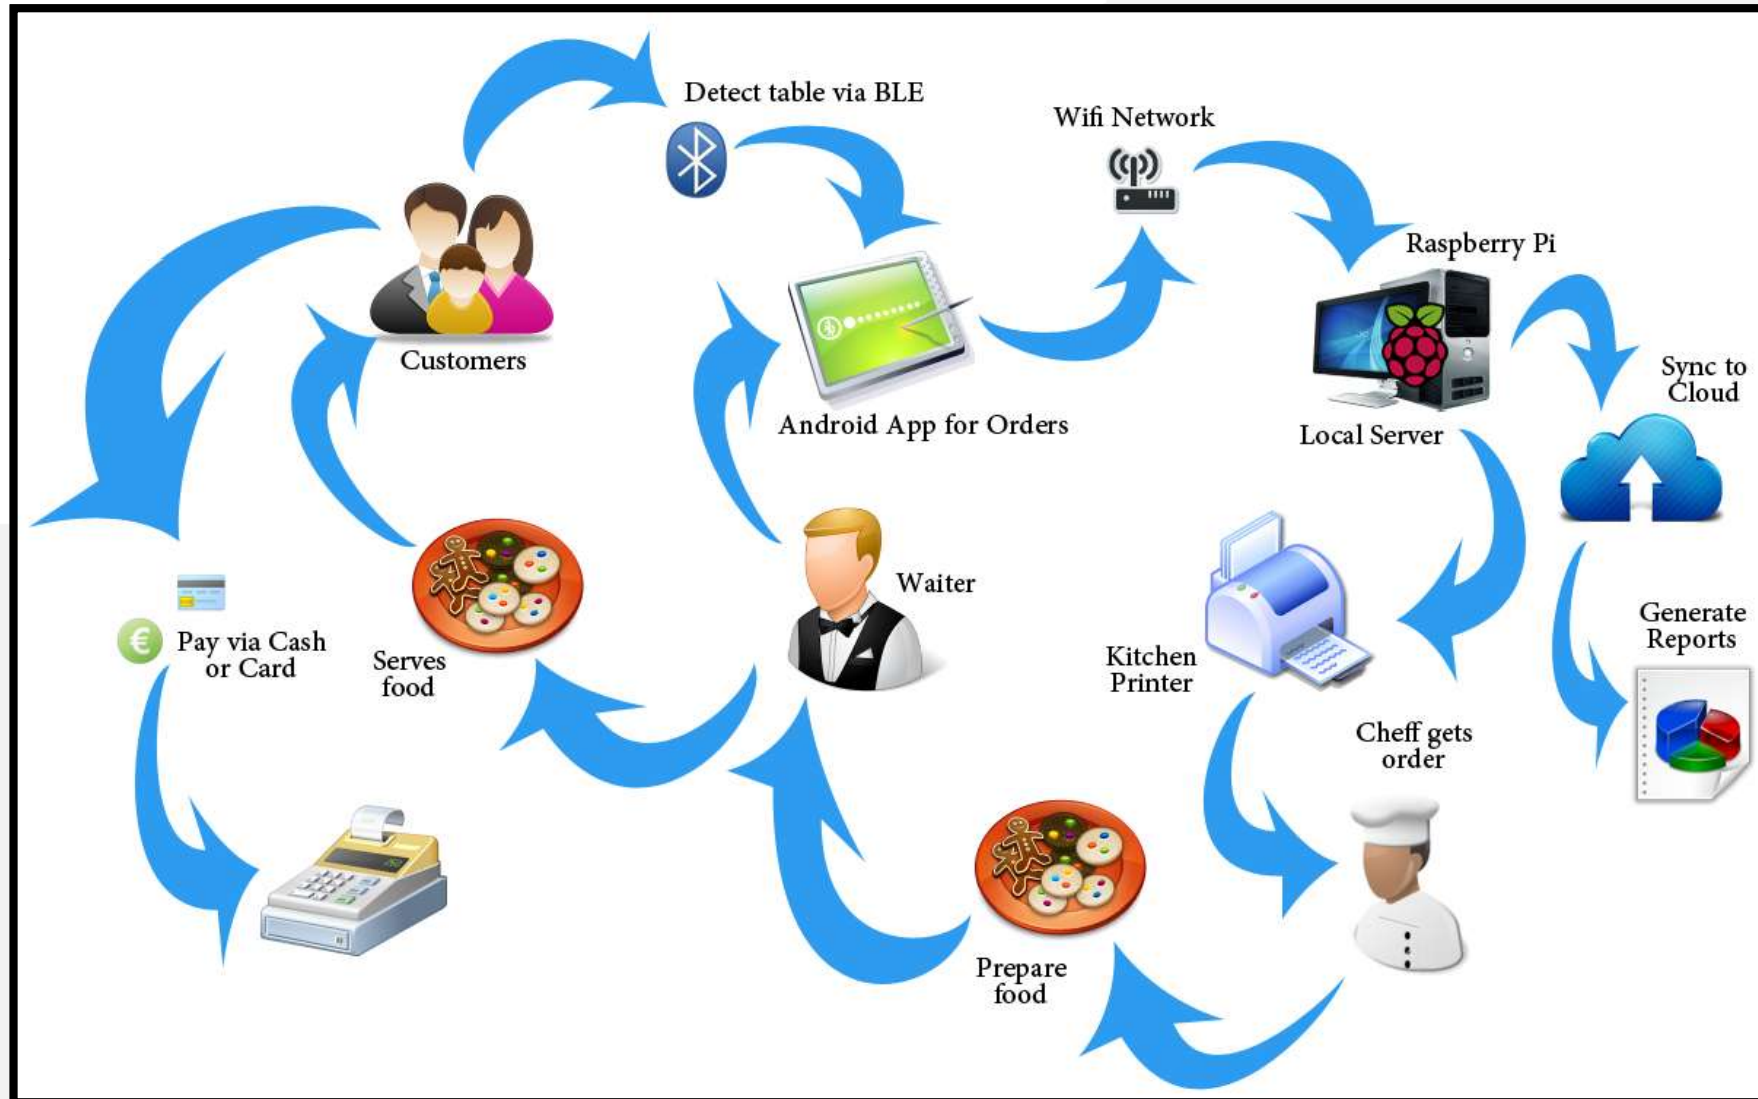 Detect table via BLE
Wifi Network
Raspberry Pi
Customers
Sync to
Cloud
Android App for Orders
Local Server
Waiter
Generate
Reports
Pay via Cash
or Card
Serves
food
Kitchen
Printer
Cheff gets
order
Prepare
food